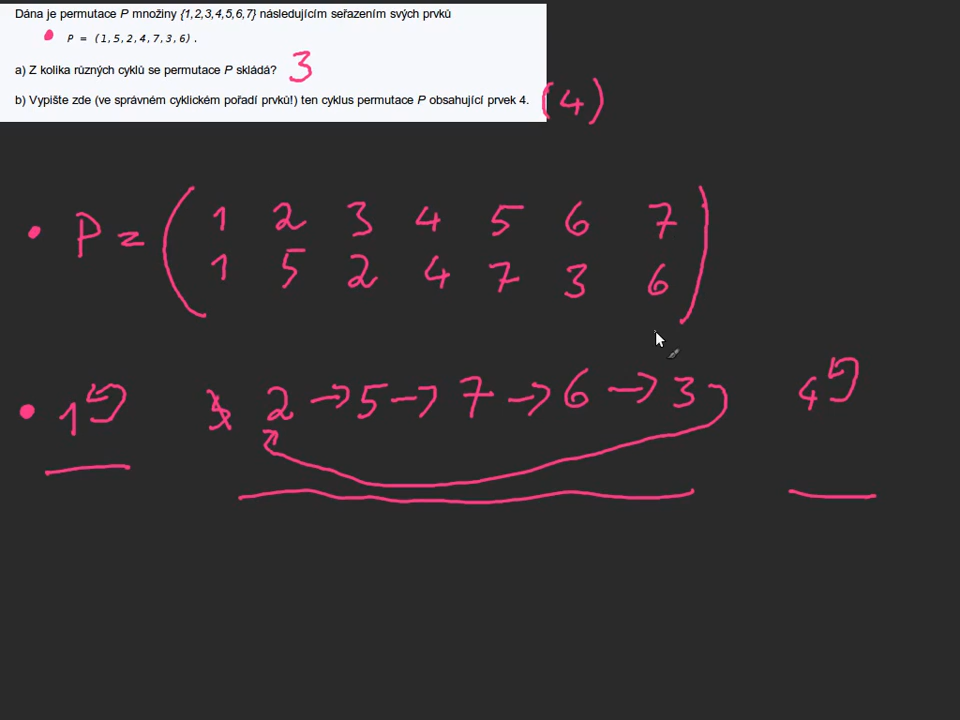 Dána je permutace P množiny {1,2,3,4,5,6,7} následujícím seřazením svých prvků
P = (1,5,2,4,7,3,6).
a) Z kolika různých cyklů se permutace P skládá? 3
b) Vypište zde (ve správném cyklickém pořadí prvků!) ten cyklus permutace P obsahující prvek 4. (4)
P = ( 1 2 3 4 5 6 7
1 5 2 4 7 3 6 )
1 2 → 5 → 7 → 6 → 3 4